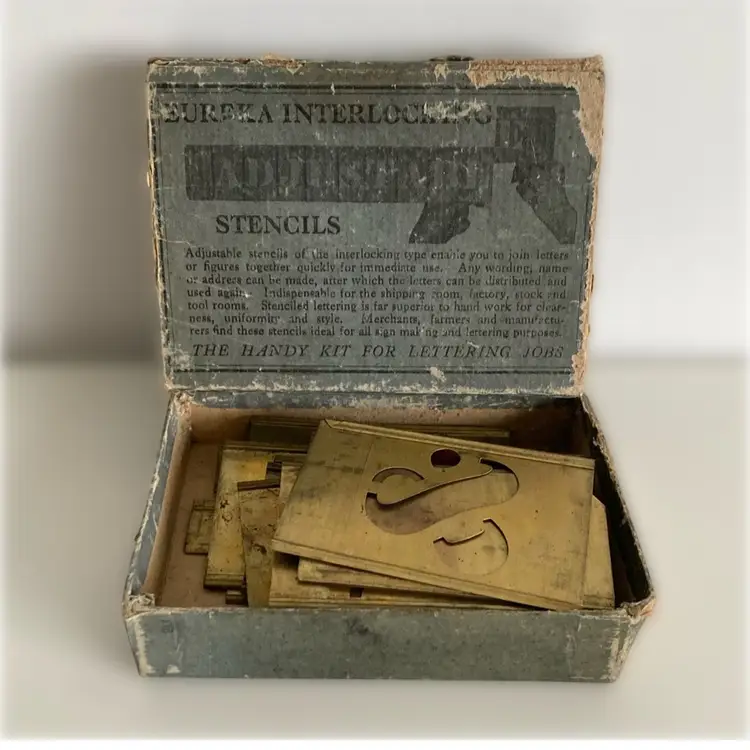 EUREKA INTERLOCKING
ADJUSTABLE
STENCILS
Adjustable stencils of the interlocking type enable you to join letters
or figures together quickly for immediate use. Any wording, name
or address can be made, after which the letters can be distributed and
used again. Indispensable for the shipping room, factory, stock and
tool rooms. Stenciled lettering is far superior to hand work for clear-
ness, uniformity and style. Merchants, farmers and manufactu-
rers find these stencils ideal for all sign making and lettering purposes.
THE HANDY KIT FOR LETTERING JOBS